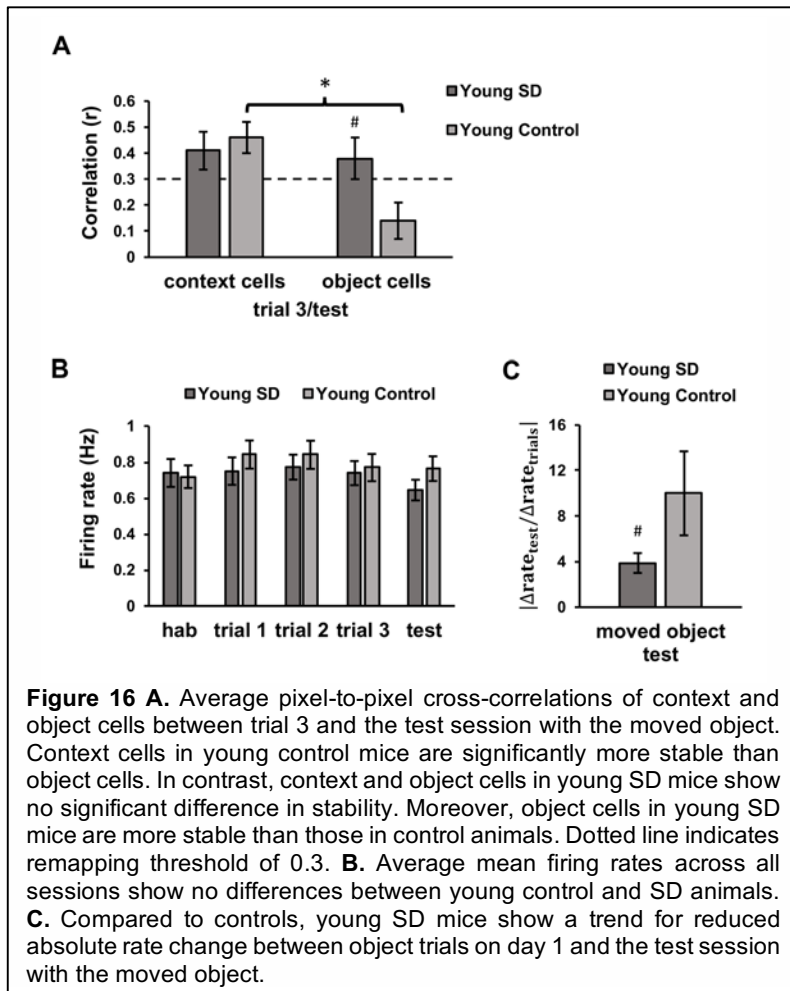 A
*
Young SD
Young Control
#
0.6
0.5
0.4
0.3
0.2
0.1
0
Correlation (r)
context cells object cells
trial 3/test
B
Young SD Young Control
1
0.8
0.6
0.4
0.2
0
Firing rate (Hz)
hab trial 1 trial 2 trial 3 test
C
Young SD
Young Control
16
12
8
4
0
|Δrate_test/Δrate_trials|
#
moved object
test
Figure 16 A. Average pixel-to-pixel cross-correlations of context and
object cells between trial 3 and the test session with the moved object.
Context cells in young control mice are significantly more stable than
object cells. In contrast, context and object cells in young SD mice show
no significant difference in stability. Moreover, object cells in young SD
mice are more stable than those in control animals. Dotted line indicates
remapping threshold of 0.3. B. Average mean firing rates across all
sessions show no differences between young control and SD animals.
C. Compared to controls, young SD mice show a trend for reduced
absolute rate change between object trials on day 1 and the test session
with the moved object.